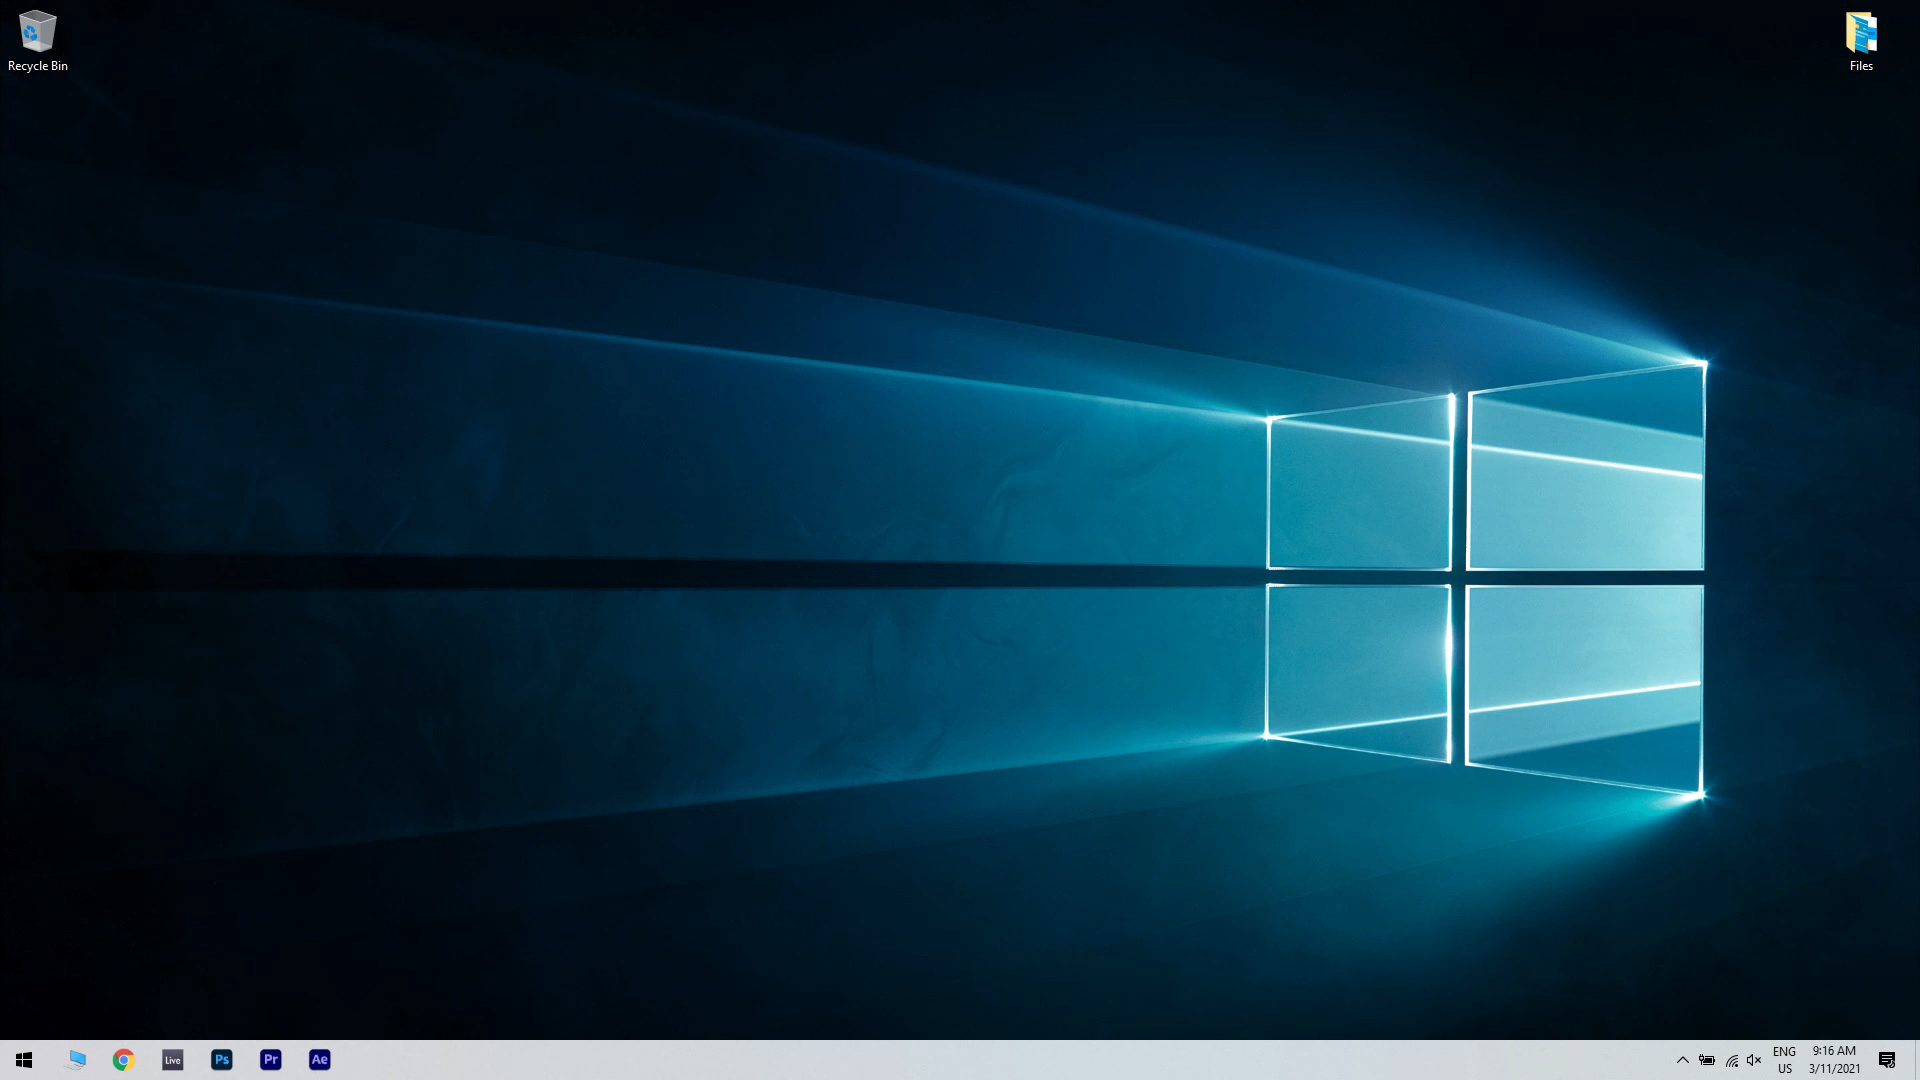 Recycle Bin
Files
Live
Ps
Pr
Ae
ENG
US
9:16 AM
3/11/2021